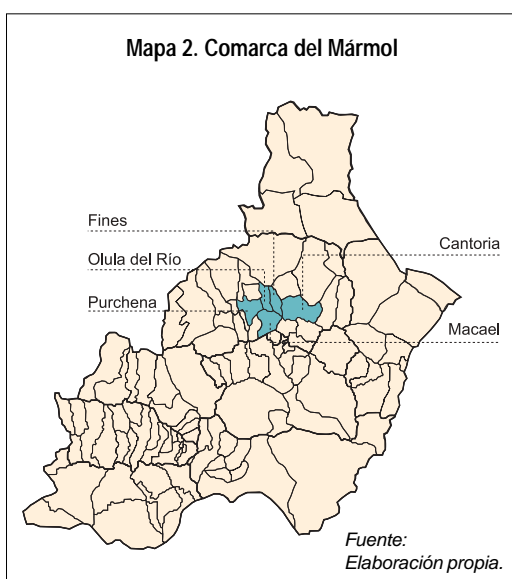 Mapa 2. Comarca del Mármol
Fines
Cantoria
Olula del Río
Purchena
Macael
Fuente:
Elaboración propia.